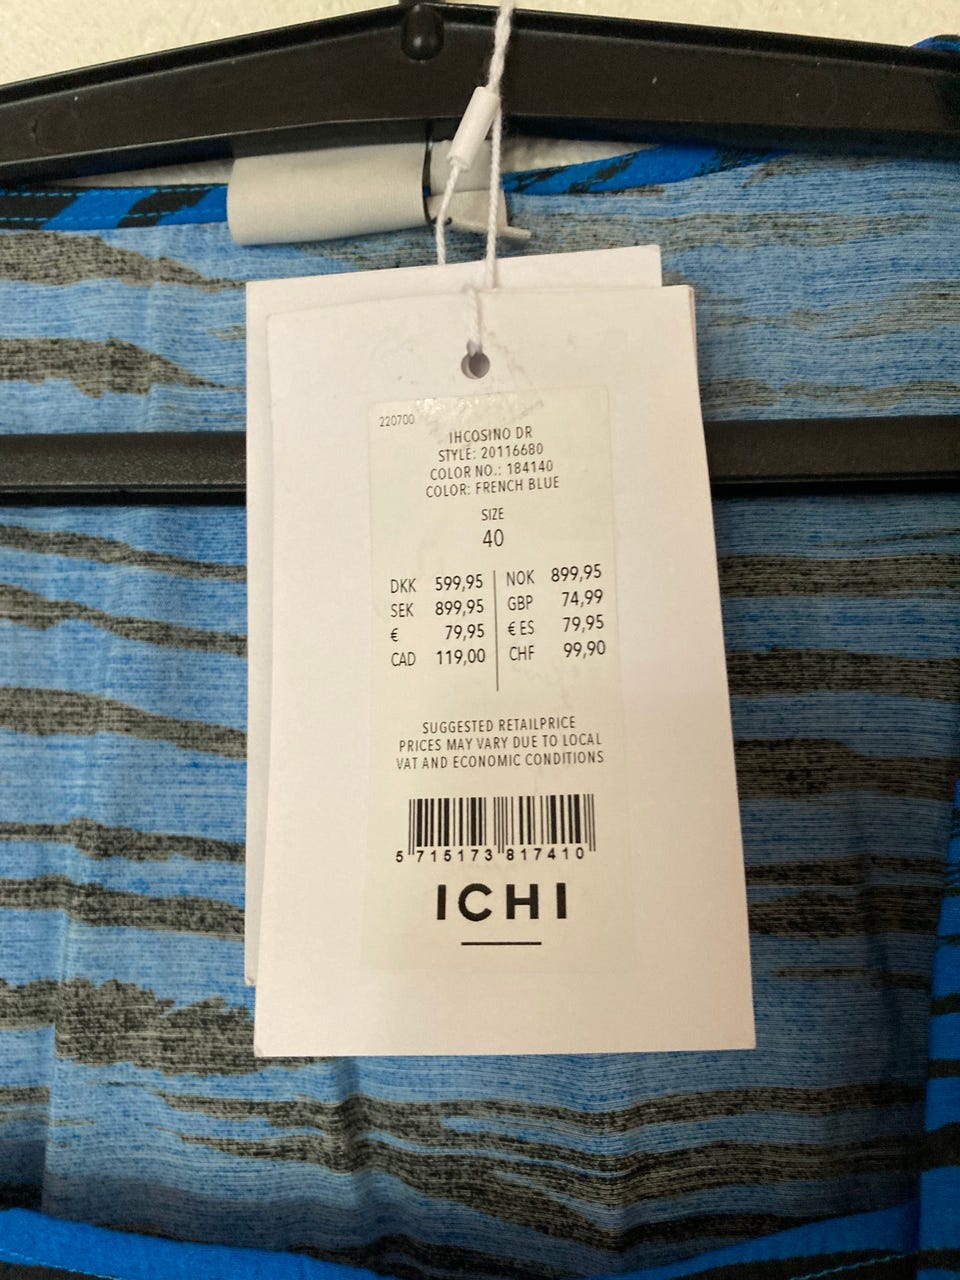 220700
IHCOSINO DR
STYLE: 20116680
COLOR NO.: 184140
COLOR: FRENCH BLUE
SIZE
40
DKK 599,95 NOK 899,95
SEK 899,95 GBP 74,99
€ 79,95 € ES 79,95
CAD 119,00 CHF 99,90
SUGGESTED RETAILPRICE
PRICES MAY VARY DUE TO LOCAL
VAT AND ECONOMIC CONDITIONS
5 715173 817410
ICHI